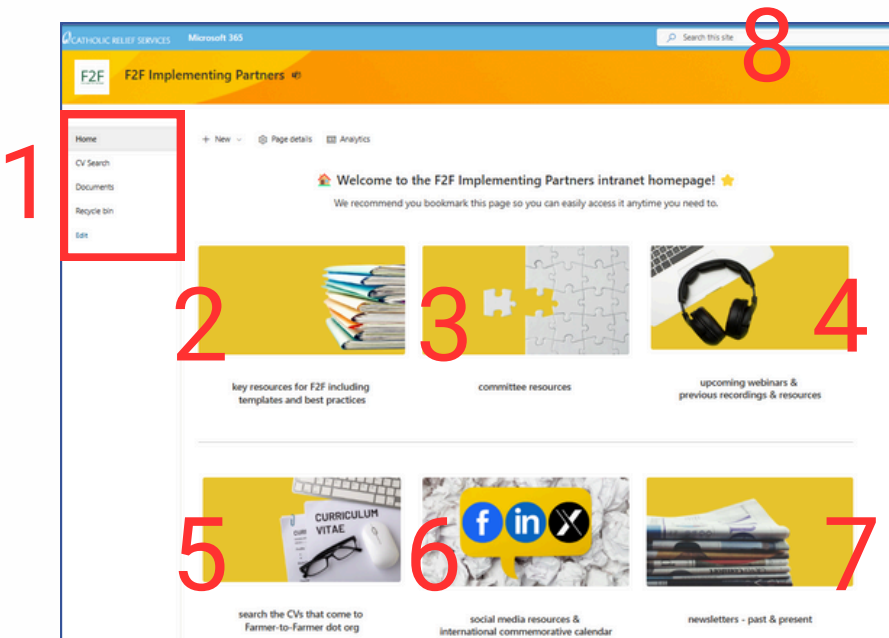 CATHOLIC RELIEF SERVICES Microsoft 365
Search this site
8
F2F
F2F Implementing Partners
1
Home
CV Search
Documents
Recycle bin
Edit
+ New Page details Analytics
Welcome to the F2F Implementing Partners intranet homepage!
We recommend you bookmark this page so you can easily access it anytime you need to.
2
3
4
key resources for F2F including
templates and best practices
committee resources
upcoming webinars &
previous recordings & resources
CURRICULUM
VITAE
5
f in X
6
7
search the CVs that come to
Farmer-to-Farmer dot org
social media resources &
international commemorative calendar
newsletters - past & present